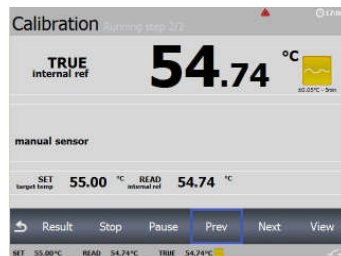 Calibration Running step 2/2
TRUE internal ref 54.74 °C
±0.05°C - 5min
manual sensor
SET target temp 55.00 °C READ internal ref 54.74 °C
Result Stop Pause Prev Next View
SET 55.00°C READ 54.74°C TRUE 54.74°C